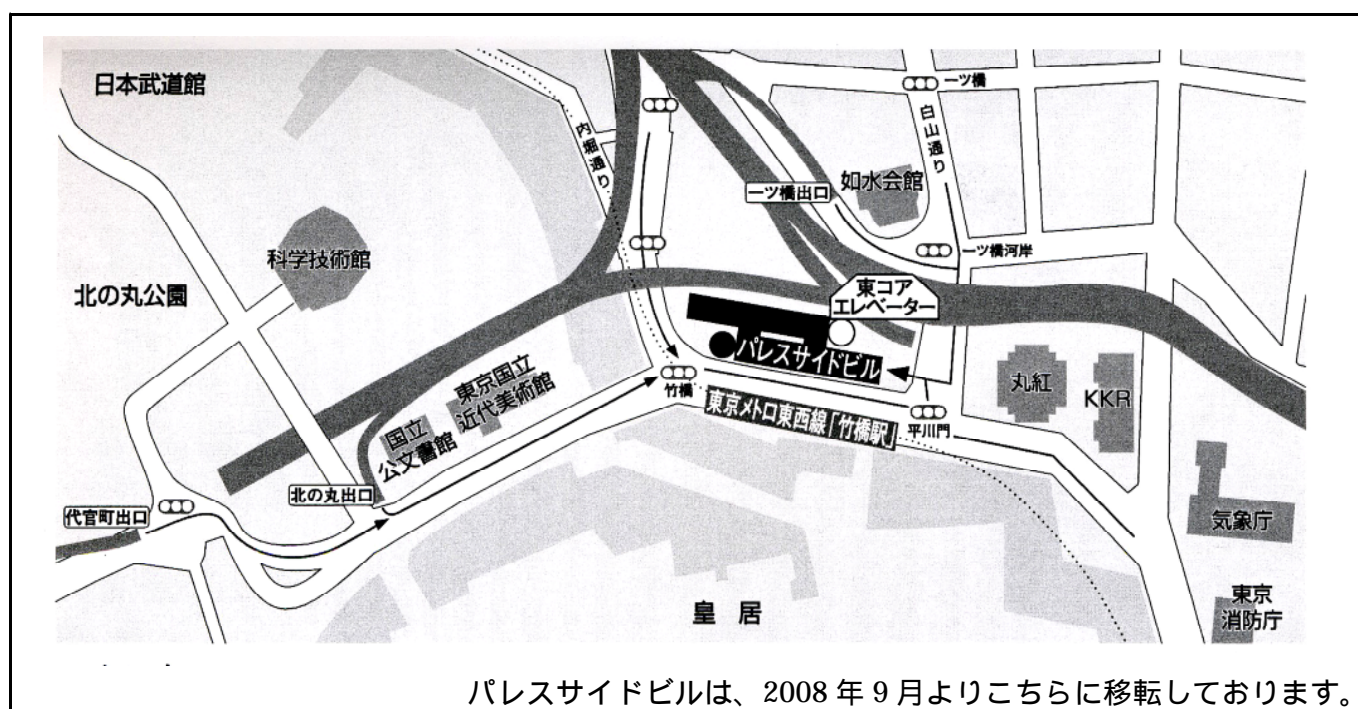 日本武道館
一ツ橋
白山通り
内堀通り
一ツ橋出口
如水会館
科学技術館
一ツ橋河岸
北の丸公園
東コア
エレベーター
パレスサイドビル
東京国立
近代美術館
竹橋
丸紅
KKR
東京メトロ東西線「竹橋駅」
平川門
国立
公文書館
北の丸出口
代官町出口
気象庁
皇居
東京
消防庁
パレスサイドビルは、2008年9月よりこちらに移転しております。